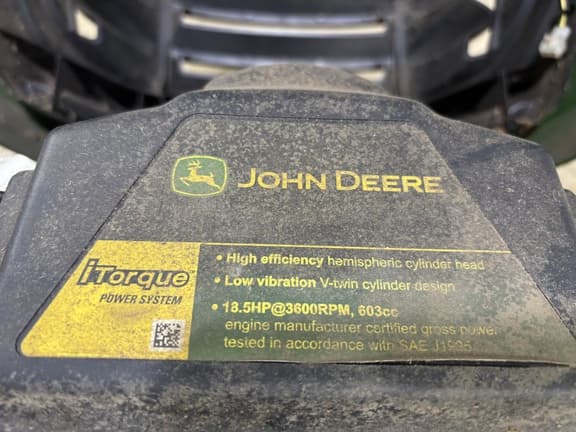 JOHN DEERE
iTorque
POWER SYSTEM
• High efficiency hemispheric cylinder head
• Low vibration V-twin cylinder design
• 18.5HP@3600RPM, 603cc
engine manufacturer certified gross power
tested in accordance with SAE J1995